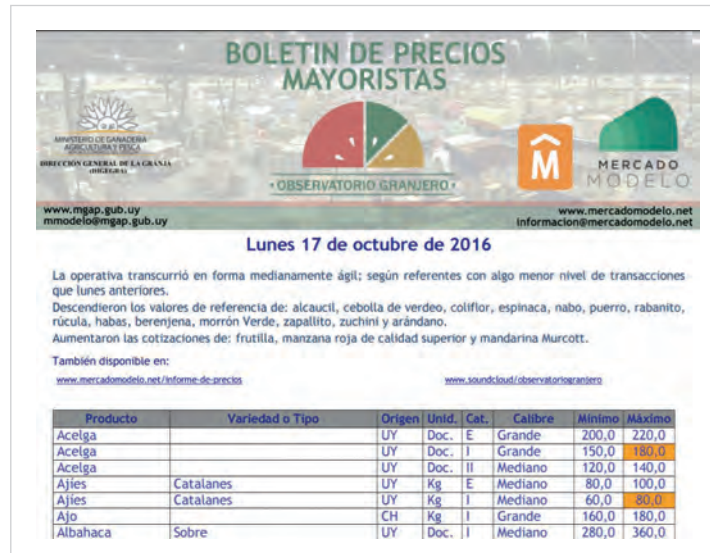 BOLETIN DE PRECIOS
MAYORISTAS
MINISTERIO DE GANADERÍA
AGRICULTURA Y PESCA
DIRECCIÓN GENERAL DE LA GRANJA
(DIGEGRA)
• OBSERVATORIO GRANJERO •
M
MERCADO
MODELO
www.mgap.gub.uy
mmodelo@mgap.gub.uy
www.mercadomodelo.net
informacion@mercadomodelo.net
Lunes 17 de octubre de 2016
La operativa transcurrió en forma medianamente ágil; según referentes con algo menor nivel de transacciones
que lunes anteriores.
Descendieron los valores de referencia de: alcaucil, cebolla de verdeo, coliflor, espinaca, nabo, puerro, rabanito,
rúcula, habas, berenjena, morrón Verde, zapallito, zuchini y arándano.
Aumentaron las cotizaciones de: frutilla, manzana roja de calidad superior y mandarina Murcott.
También disponible en:
www.mercadomodelo.net/informe-de-precios www.soundcloud/observatoriogranjero
Producto Variedad o Tipo Origen Unid. Cat. Calibre Mínimo Máximo
Acelga UY Doc. E Grande 200,0 220,0
Acelga UY Doc. I Grande 150,0 180,0
Acelga UY Doc. II Mediano 120,0 140,0
Ajíes Catalanes UY Kg E Mediano 80,0 100,0
Ajíes Catalanes UY Kg I Mediano 60,0 80,0
Ajo CH Kg I Grande 160,0 180,0
Albahaca Sobre UY Doc. I Mediano 280,0 360,0